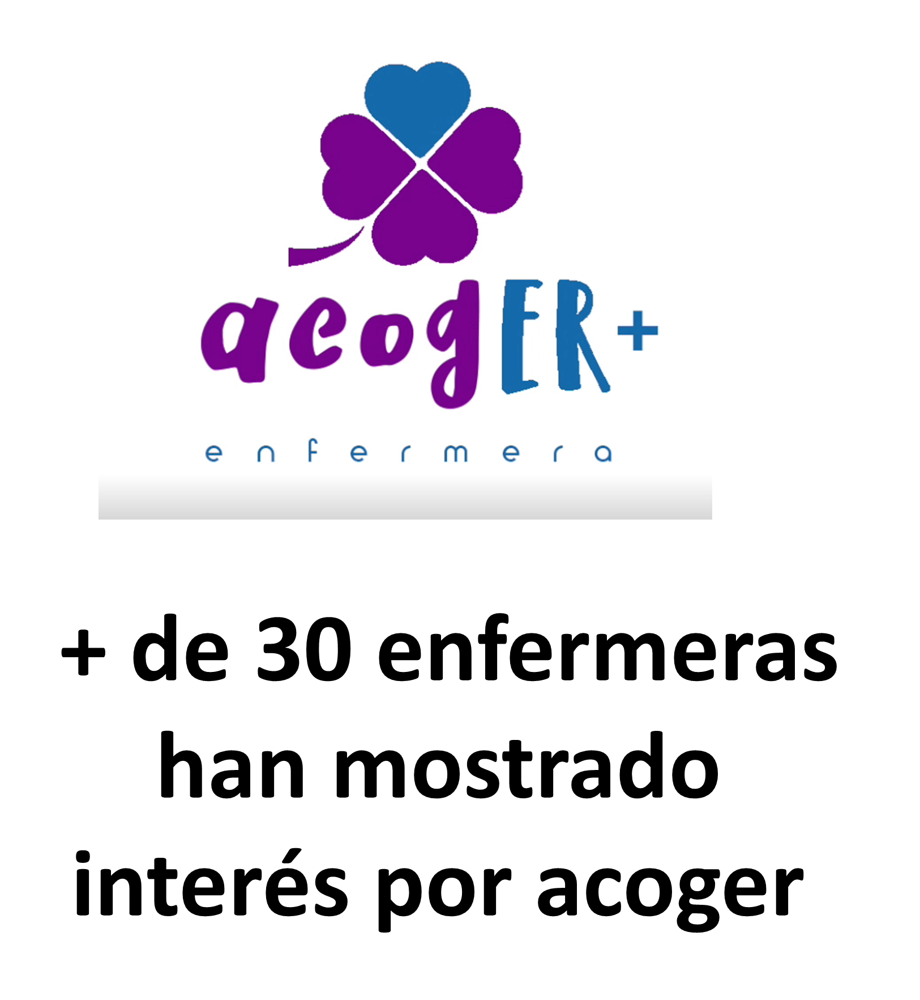 acogER+
enfermera
+ de 30 enfermeras
han mostrado
interés por acoger